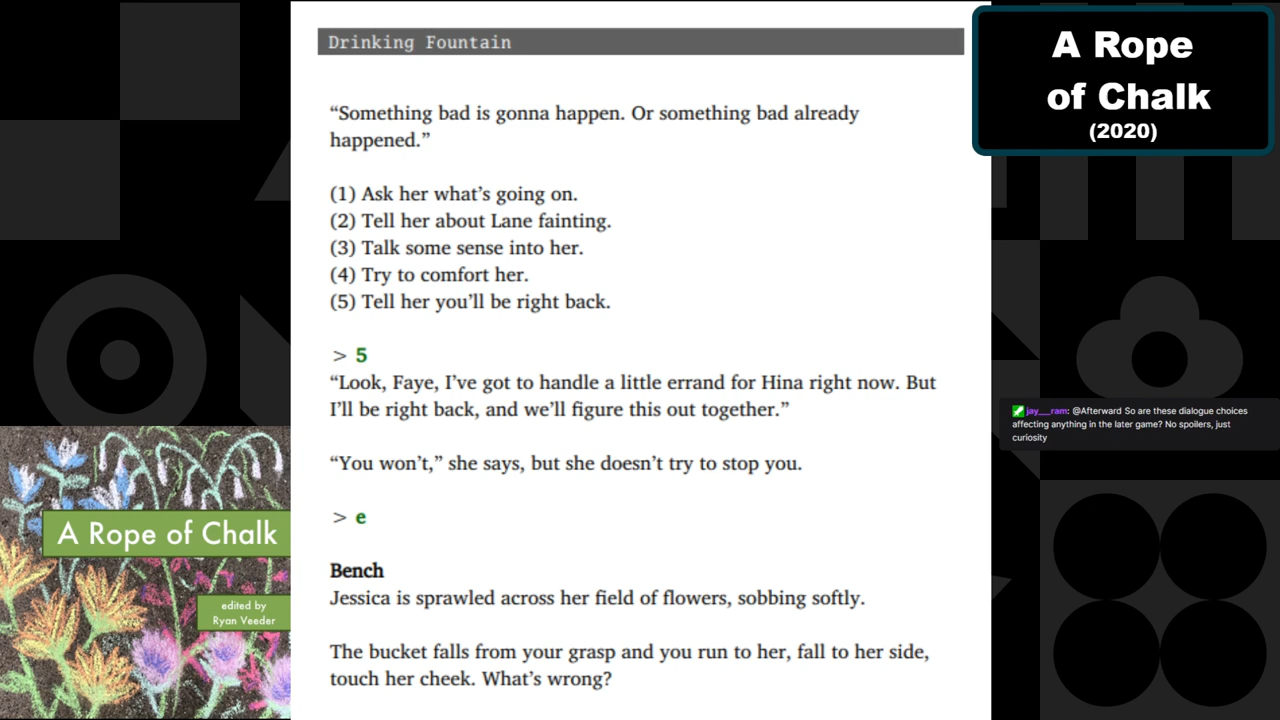 Drinking Fountain
“Something bad is gonna happen. Or something bad already
happened.”
(1) Ask her what’s going on.
(2) Tell her about Lane fainting.
(3) Talk some sense into her.
(4) Try to comfort her.
(5) Tell her you’ll be right back.
> 5
“Look, Faye, I’ve got to handle a little errand for Hina right now. But
I’ll be right back, and we’ll figure this out together.”
“You won’t,” she says, but she doesn’t try to stop you.
> e
Bench
Jessica is sprawled across her field of flowers, sobbing softly.
The bucket falls from your grasp and you run to her, fall to her side,
touch her cheek. What’s wrong?
A Rope
of Chalk
(2020)
jay___ram: @Afterward So are these dialogue choices
affecting anything in the later game? No spoilers, just
curiosity
A Rope of Chalk
edited by
Ryan Veeder